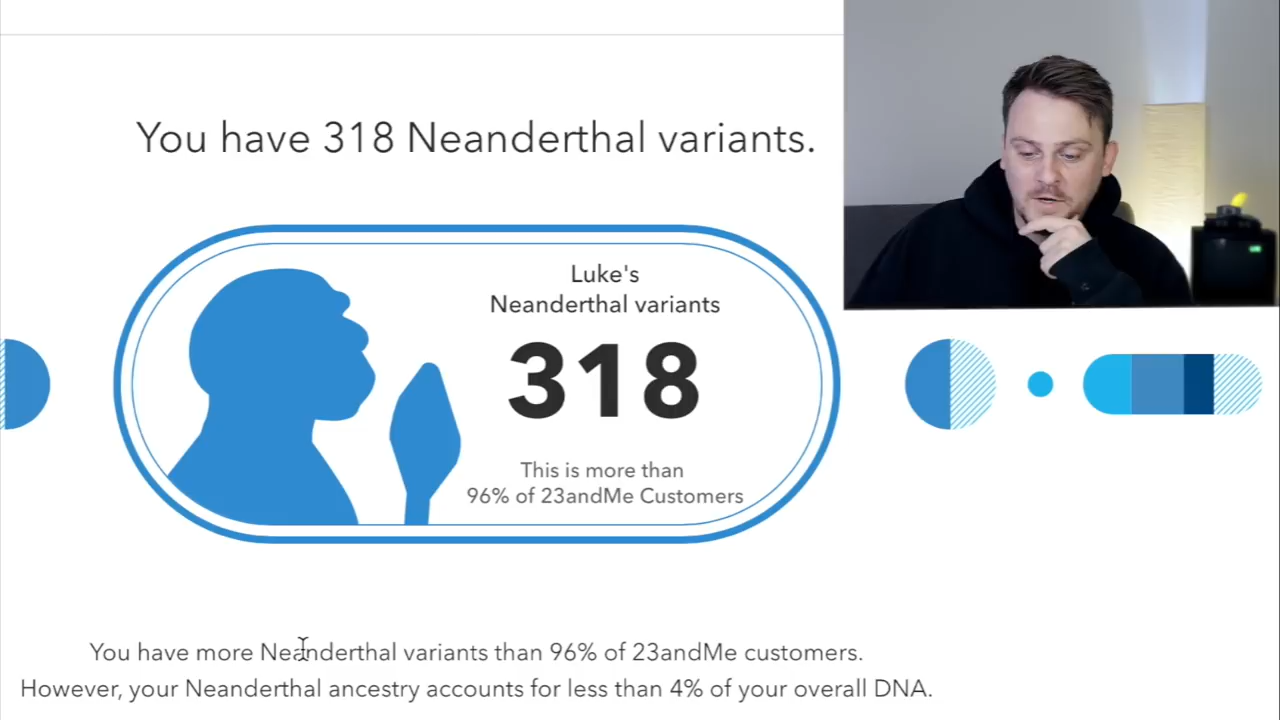 You have 318 Neanderthal variants.
Luke's
Neanderthal variants
318
This is more than
96% of 23andMe Customers
You have more Neanderthal variants than 96% of 23andMe customers.
However, your Neanderthal ancestry accounts for less than 4% of your overall DNA.